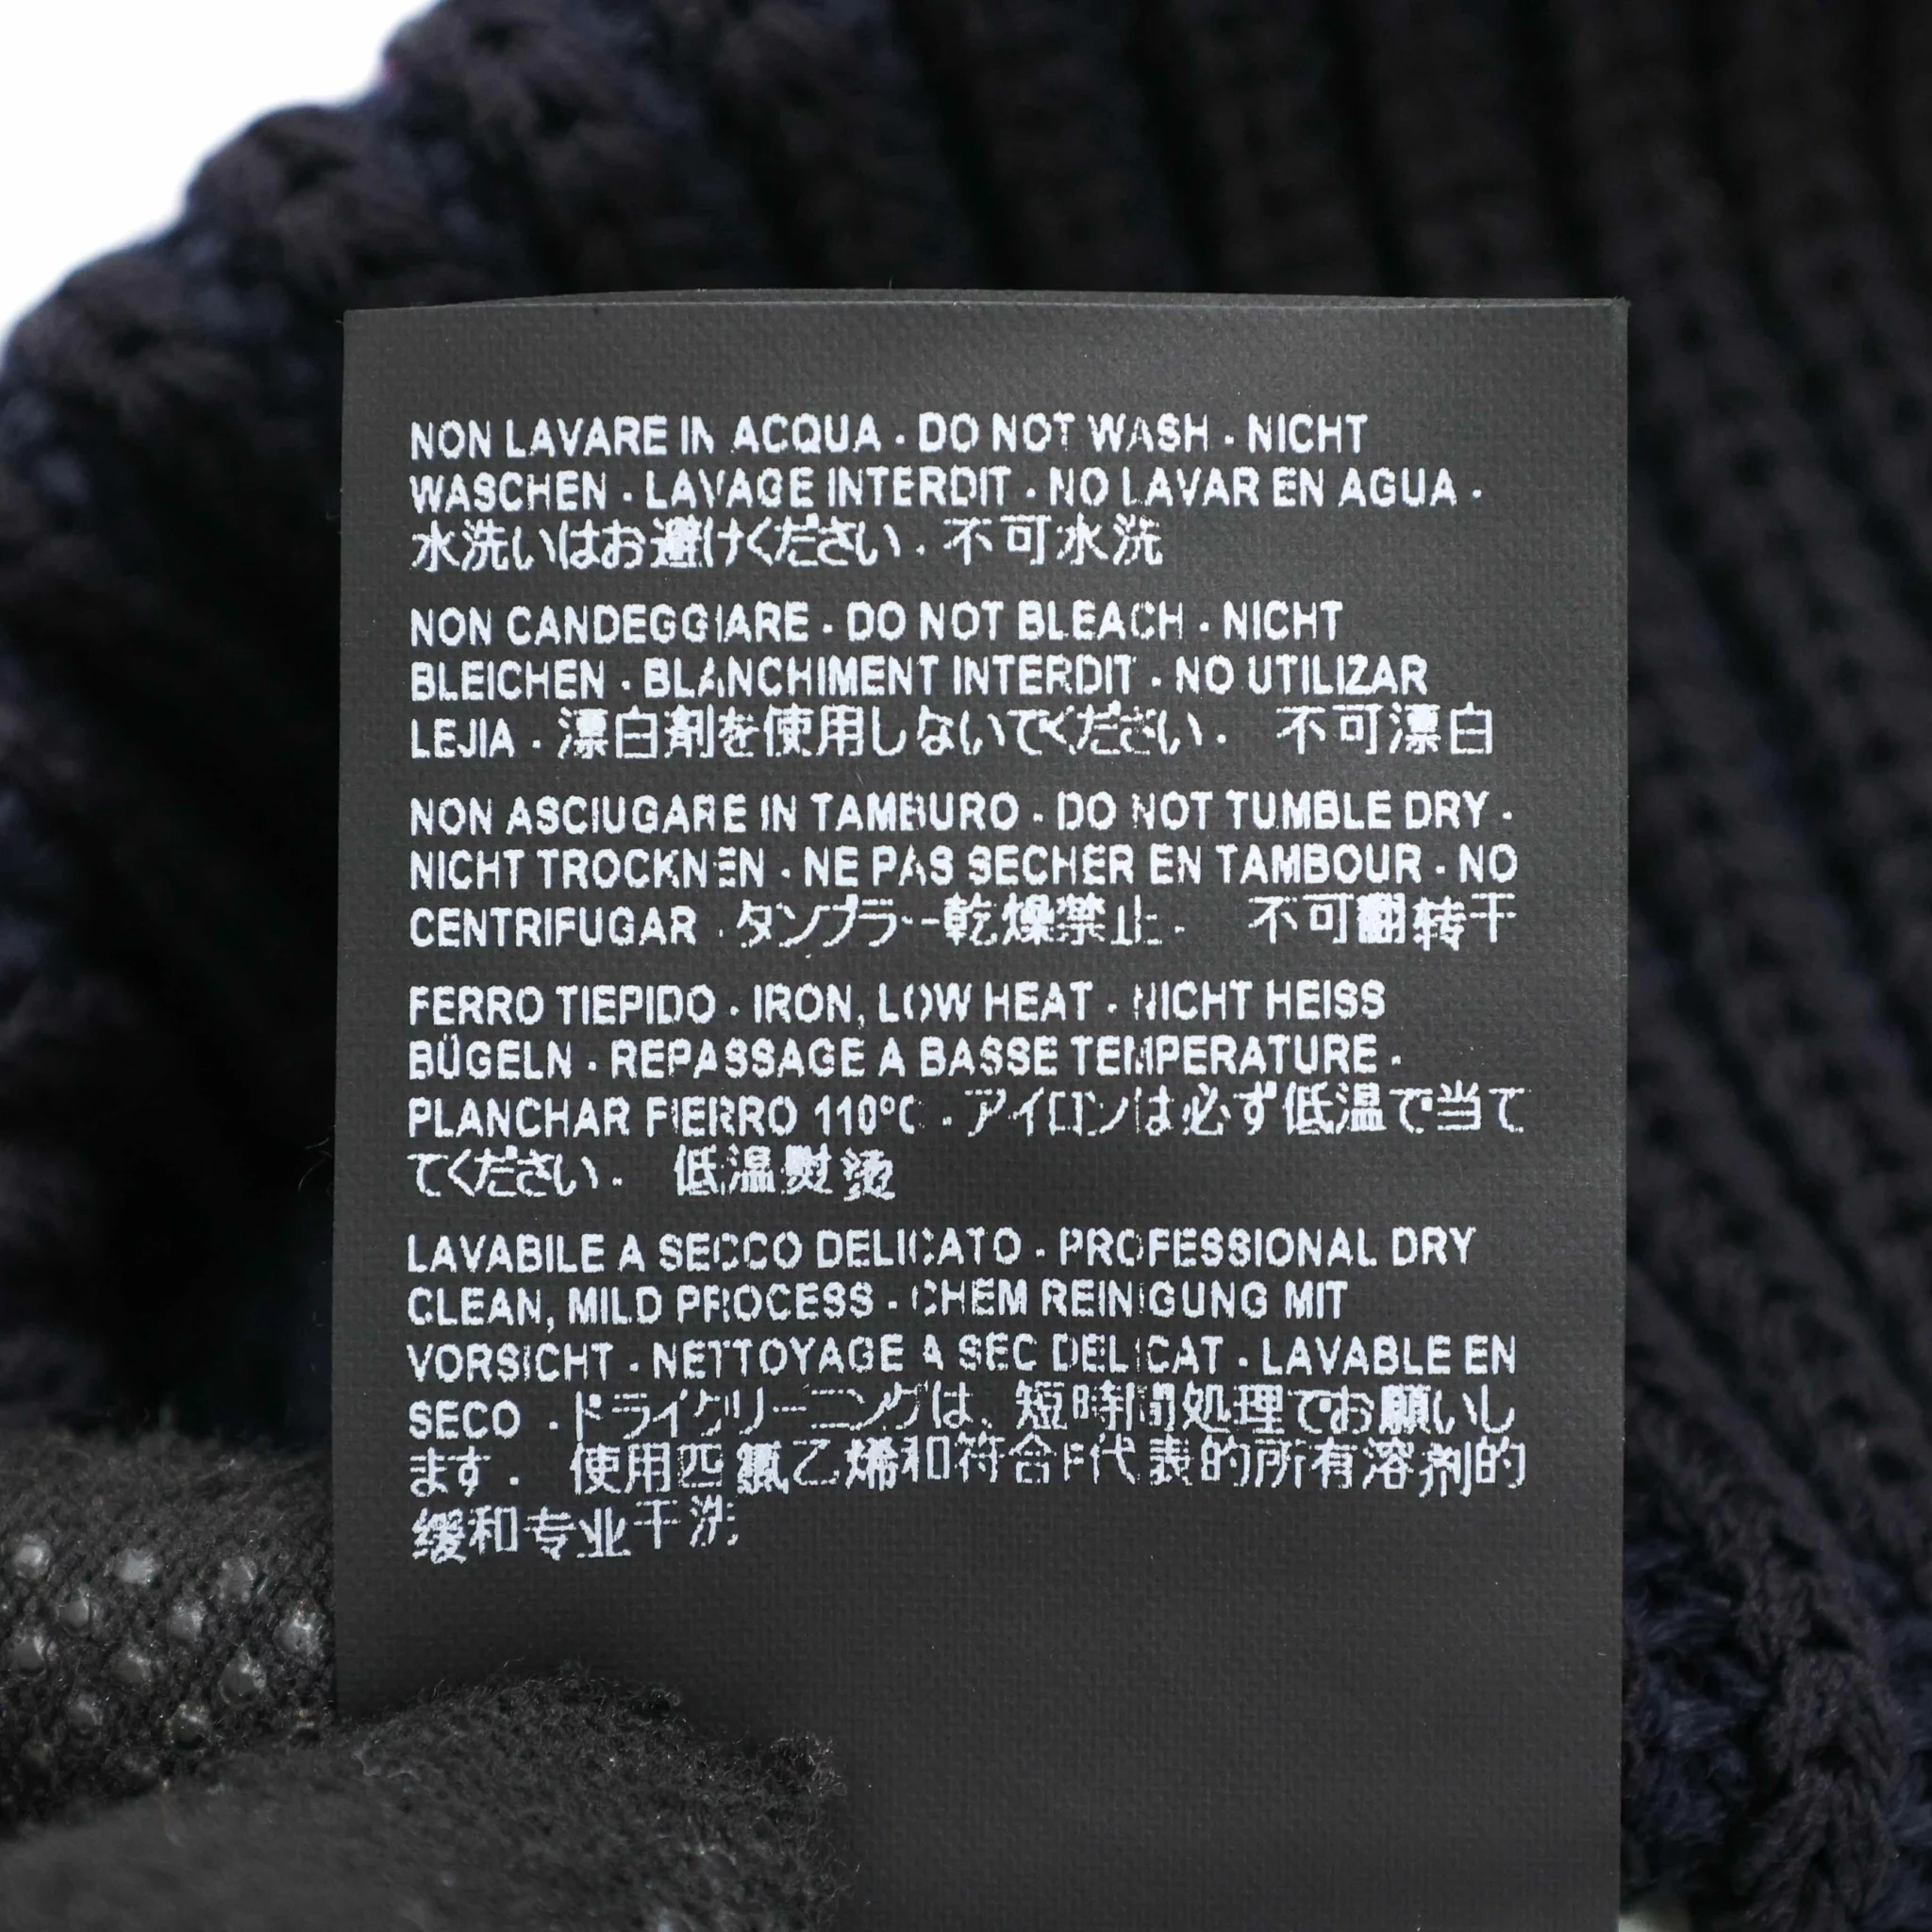 NON LAVARE IN ACQUA - DO NOT WASH - NICHT
WASCHEN - LAVAGE INTERDIT - NO LAVAR EN AGUA -
水洗いはお避けください. 不可水洗
NON CANDEGGIARE - DO NOT BLEACH - NICHT
BLEICHEN - BLANCHIMENT INTERDIT - NO UTILIZAR
LEJIA - 漂白剤を使用しないでください. 不可漂白
NON ASCIUGARE IN TAMBURO - DO NOT TUMBLE DRY -
NICHT TROCKNEN - NE PAS SECHER EN TAMBOUR - NO
CENTRIFUGAR . タンブラー乾燥禁止. 不可翻转干
FERRO TIEPIDO - IRON, LOW HEAT - NICHT HEISS
BÜGELN - REPASSAGE A BASSE TEMPERATURE -
PLANCHAR FIERRO 110ºC - アイロンは必ず低温で当て
てください. 低温熨烫
LAVABILE A SECCO DELICATO - PROFESSIONAL DRY
CLEAN, MILD PROCESS - CHEM REINIGUNG MIT
VORSICHT - NETTOYAGE A SEC DELICAT - LAVABLE EN
SECO - ドライクリーニングは、短時間処理でお願いし
ます. 使用四氯乙烯和符合F代表的所有溶剂的
缓和专业干洗